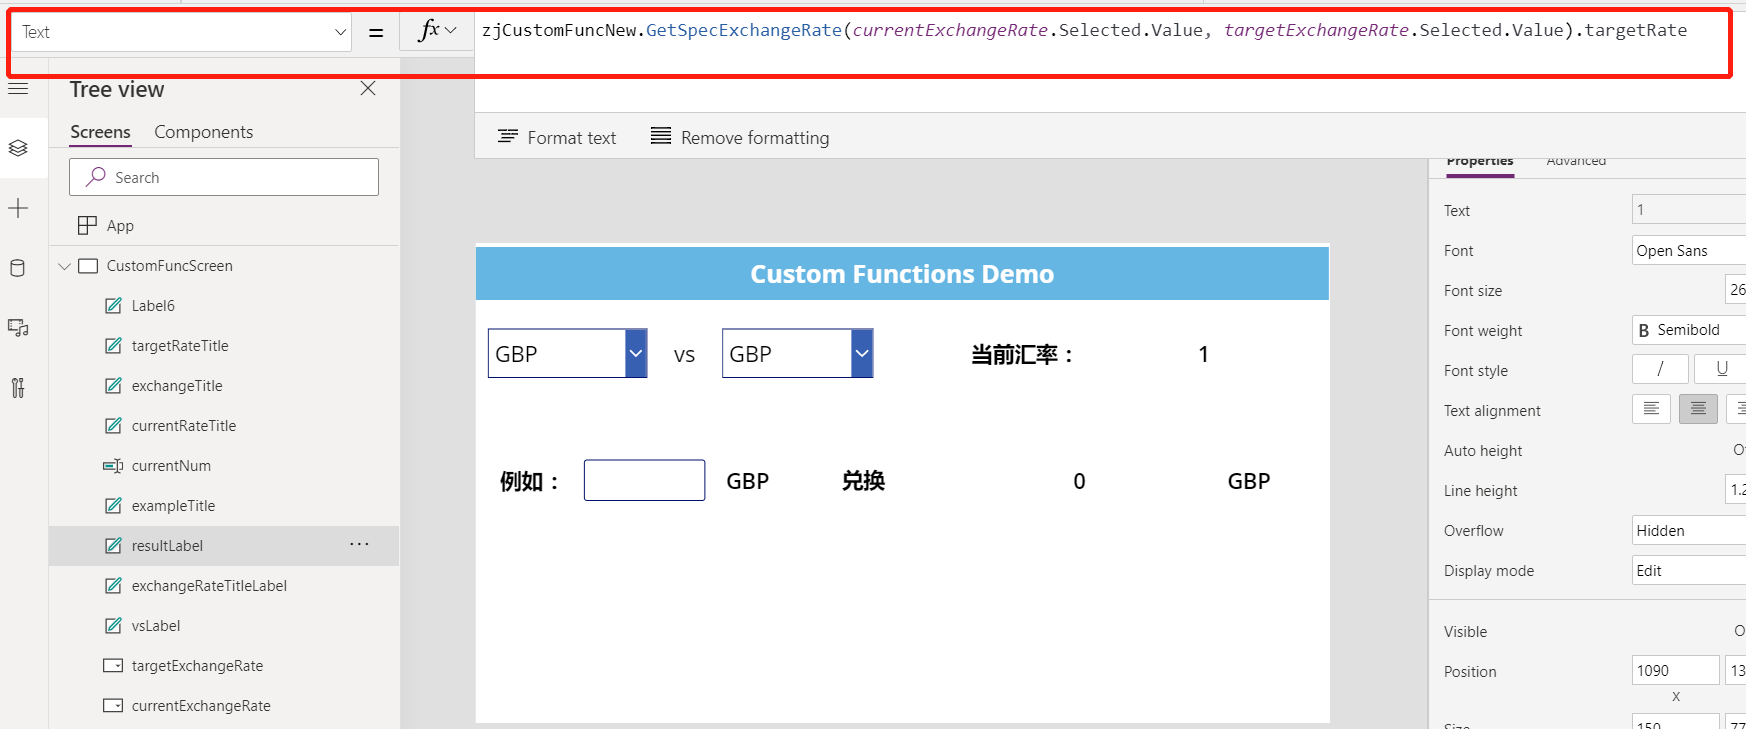 Text = fx zjCustomFuncNew.GetSpecExchangeRate(currentExchangeRate.Selected.Value, targetExchangeRate.Selected.Value).targetRate
Tree view
Screens Components
Search
App
CustomFuncScreen
Label6
targetRateTitle
exchangeTitle
currentRateTitle
currentNum
exampleTitle
resultLabel ...
exchangeRateTitleLabel
vsLabel
targetExchangeRate
currentExchangeRate
Format text Remove formatting
Custom Functions Demo
GBP vs GBP 当前汇率： 1
例如： GBP 兑换 0 GBP
Properties Advanced
Text 1
Font Open Sans
Font size 26
Font weight B Semibold
Font style / U
Text alignment
Auto height
Line height 1.2
Overflow Hidden
Display mode Edit
Visible
Position 1090 13
X
Size 150 77